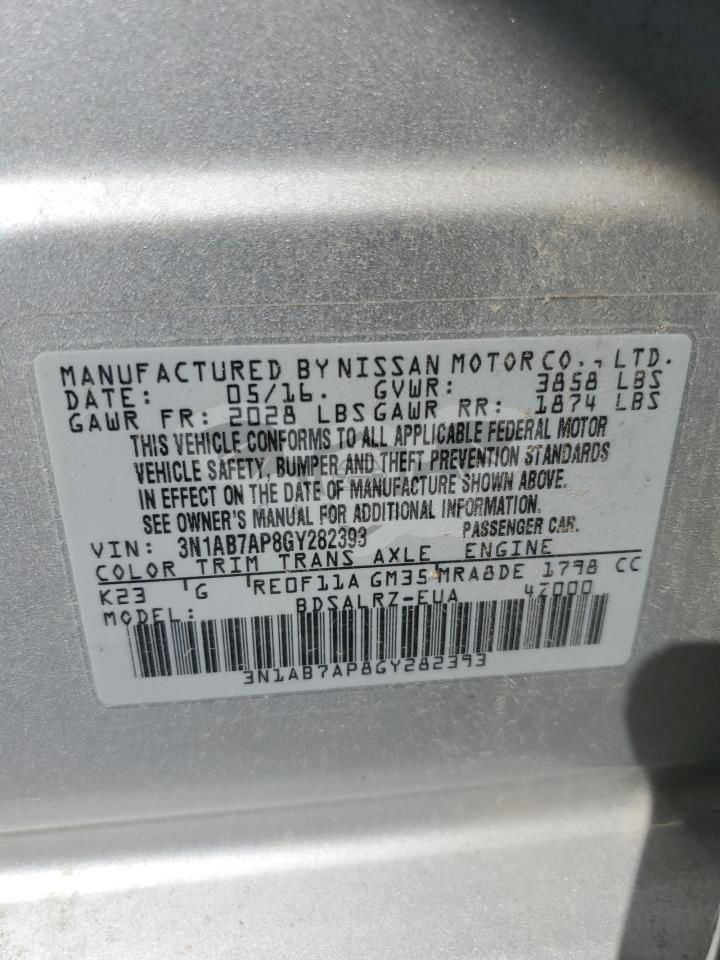 MANUFACTURED BY NISSAN MOTOR CO., LTD.
DATE: 05/16. GVWR: 3858 LBS
GAWR FR: 2028 LBS GAWR RR: 1874 LBS
THIS VEHICLE CONFORMS TO ALL APPLICABLE FEDERAL MOTOR
VEHICLE SAFETY, BUMPER AND THEFT PREVENTION STANDARDS
IN EFFECT ON THE DATE OF MANUFACTURE SHOWN ABOVE.
SEE OWNER'S MANUAL FOR ADDITIONAL INFORMATION.
VIN: 3N1AB7AP8GY282393 PASSENGER CAR.
COLOR TRIM TRANS AXLE ENGINE
K23 G RE0F11A GM35 MRA8DE 1798 CC
MODEL: BDSALRZ-EUA 47000
3N1AB7AP8GY282393